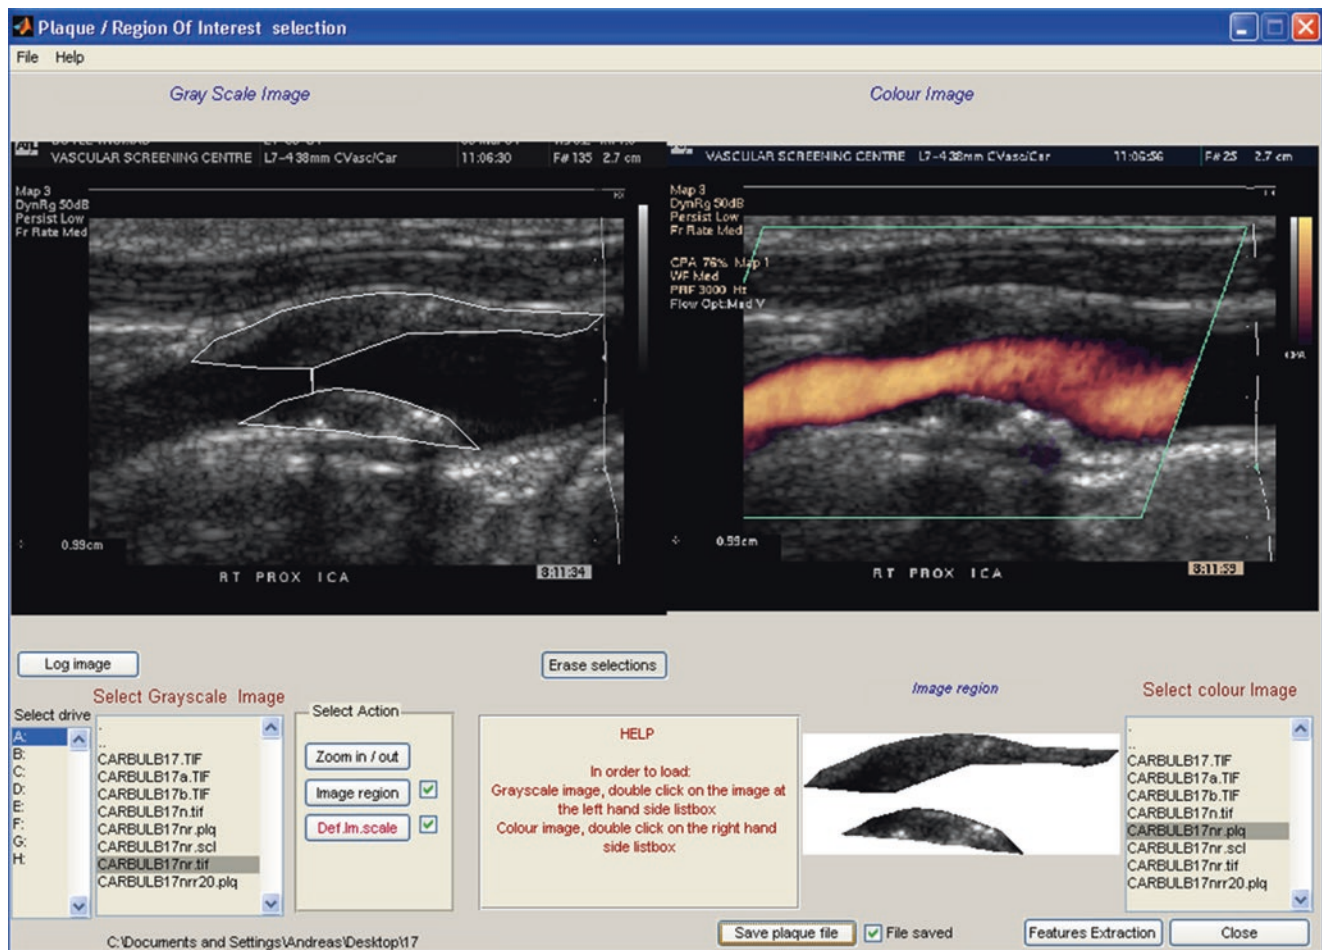 Plaque / Region Of Interest selection
File Help
Gray Scale Image
Colour Image
VASCULAR SCREENING CENTRE L7-4 38mm CVasc/Car 11:06:30 F# 135 2.7 cm
Map 3
DynRg 50dB
Persist Low
Fr Rate Med
0.99cm
RT PROX ICA
8:11:34
VASCULAR SCREENING CENTRE L7-4 38mm CVasc/Car 11:06:56 F# 25 2.7 cm
Map 3
DynRg 50dB
Persist Low
Fr Rate Med
CPA 76% Map 1
WF Med
PRF 3000 Hz
Flow Opt:Med V
CPA
0.99cm
RT PROX ICA
8:11:59
Log image
Erase selections
Select drive
A:
B:
C:
D:
E:
F:
G:
H:
Select Grayscale Image
.
..
CARBULB17.TIF
CARBULB17a.TIF
CARBULB17b.TIF
CARBULB17n.tif
CARBULB17nr.plq
CARBULB17nr.scl
CARBULB17nr.tif
CARBULB17nrr20.plq
Select Action
Zoom in / out
Image region
Def.Im.scale
HELP
In order to load:
Grayscale image, double click on the image at
the left hand side listbox
Colour image, double click on the right hand
side listbox
Image region
Select colour Image
.
..
CARBULB17.TIF
CARBULB17a.TIF
CARBULB17b.TIF
CARBULB17n.tif
CARBULB17nr.plq
CARBULB17nr.scl
CARBULB17nr.tif
CARBULB17nrr20.plq
C:\Documents and Settings\Andreas\Desktop\17
Save plaque file
File saved
Features Extraction
Close